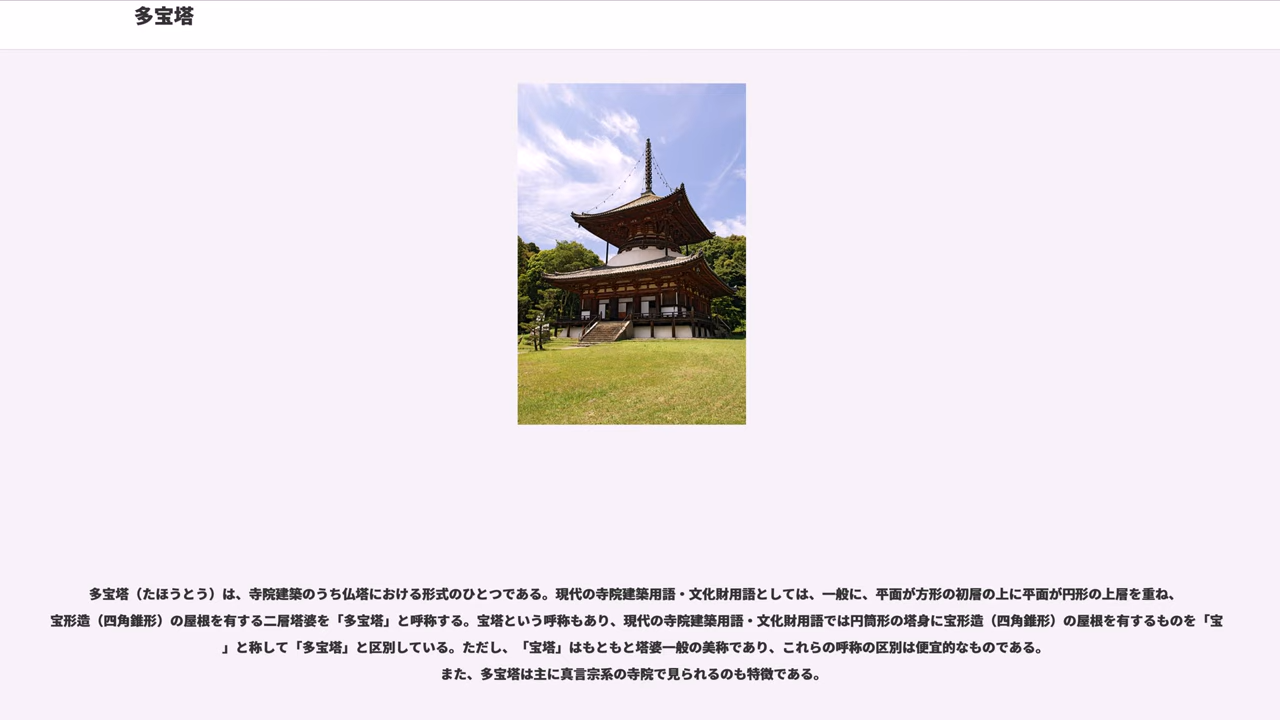 多宝塔
多宝塔（たほうとう）は、寺院建築のうち仏塔における形式のひとつである。現代の寺院建築用語・文化財用語としては、一般に、平面が方形の初層の上に平面が円形の上層を重ね、
宝形造（四角錐形）の屋根を有する二層塔婆を「多宝塔」と呼称する。宝塔という呼称もあり、現代の寺院建築用語・文化財用語では円筒形の塔身に宝形造（四角錐形）の屋根を有するものを「宝
」と称して「多宝塔」と区別している。ただし、「宝塔」はもともと塔婆一般の美称であり、これらの呼称の区別は便宜的なものである。
また、多宝塔は主に真言宗系の寺院で見られるのも特徴である。